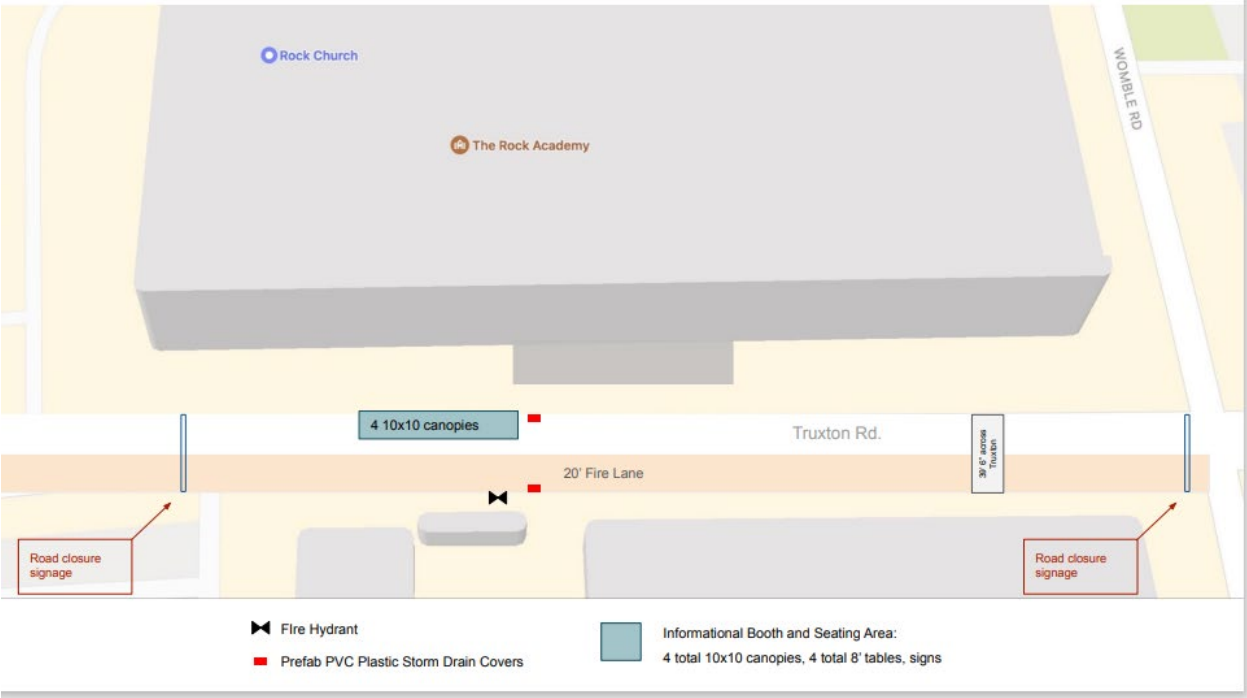 Rock Church
WOMBLE RD
The Rock Academy
4 10x10 canopies
Truxton Rd.
39' 6" across
Truxton
20' Fire Lane
Road closure
signage
Road closure
signage
FIre Hydrant
Prefab PVC Plastic Storm Drain Covers
Informational Booth and Seating Area:
4 total 10x10 canopies, 4 total 8' tables, signs